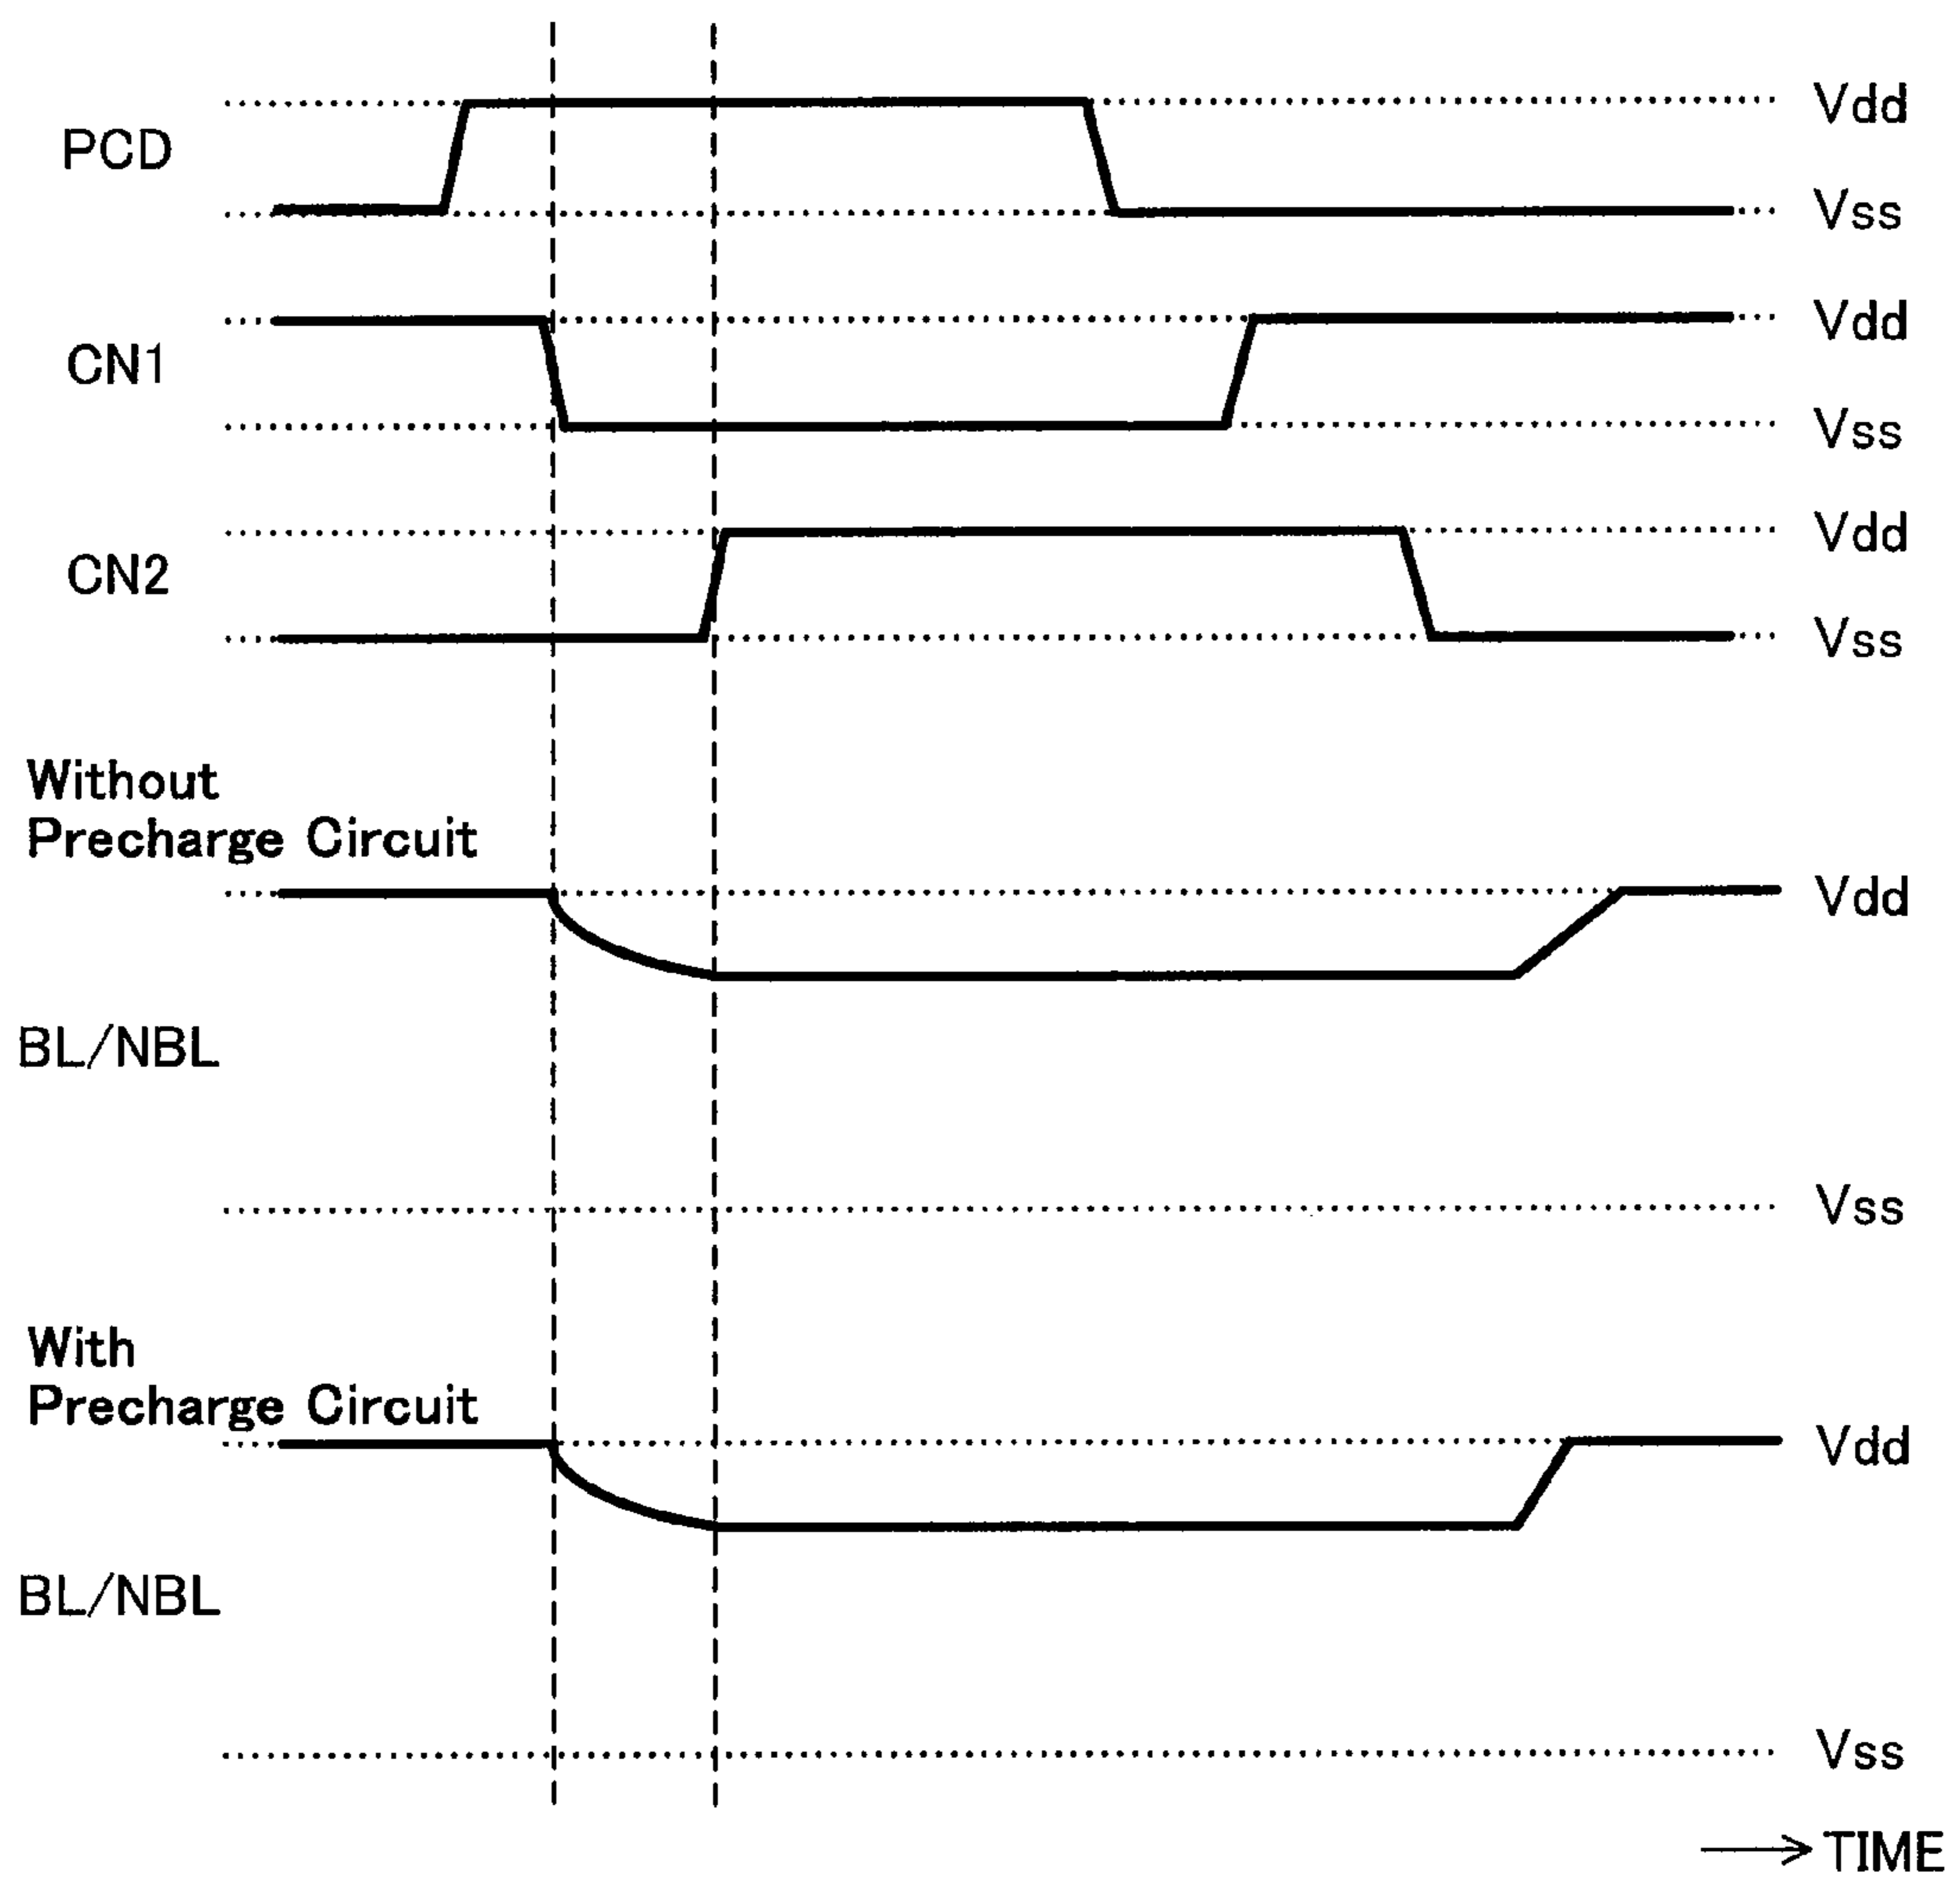 PCD
Vdd
Vss
CN1
Vdd
Vss
CN2
Vdd
Vss
Without
Precharge Circuit
Vdd
BL/NBL
Vss
With
Precharge Circuit
Vdd
BL/NBL
Vss
TIME